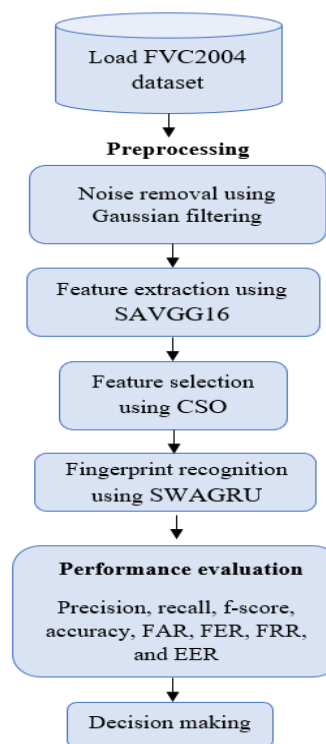 Load FVC2004
dataset
Preprocessing
Noise removal using
Gaussian filtering
Feature extraction using
SAVGG16
Feature selection
using CSO
Fingerprint recognition
using SWAGRU
Performance evaluation
Precision, recall, f-score,
accuracy, FAR, FER, FRR,
and EER
Decision making